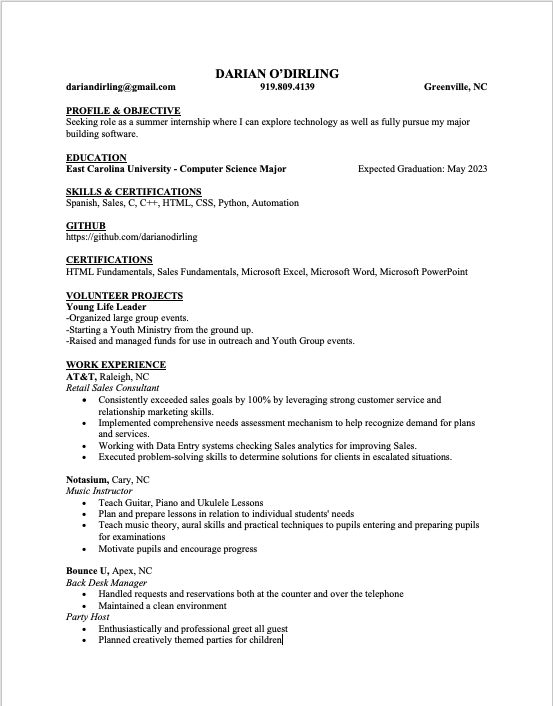 DARIAN O'DIRLING
dariandirling@gmail.com 919.809.4139 Greenville, NC
PROFILE & OBJECTIVE
Seeking role as a summer internship where I can explore technology as well as fully pursue my major
building software.
EDUCATION
East Carolina University - Computer Science Major Expected Graduation: May 2023
SKILLS & CERTIFICATIONS
Spanish, Sales, C, C++, HTML, CSS, Python, Automation
GITHUB
https://github.com/darianodirling
CERTIFICATIONS
HTML Fundamentals, Sales Fundamentals, Microsoft Excel, Microsoft Word, Microsoft PowerPoint
VOLUNTEER PROJECTS
Young Life Leader
-Organized large group events.
-Starting a Youth Ministry from the ground up.
-Raised and managed funds for use in outreach and Youth Group events.
WORK EXPERIENCE
AT&T, Raleigh, NC
Retail Sales Consultant
• Consistently exceeded sales goals by 100% by leveraging strong customer service and
relationship marketing skills.
• Implemented comprehensive needs assessment mechanism to help recognize demand for plans
and services.
• Working with Data Entry systems checking Sales analytics for improving Sales.
• Executed problem-solving skills to determine solutions for clients in escalated situations.
Notasium, Cary, NC
Music Instructor
• Teach Guitar, Piano and Ukulele Lessons
• Plan and prepare lessons in relation to individual students' needs
• Teach music theory, aural skills and practical techniques to pupils entering and preparing pupils
for examinations
• Motivate pupils and encourage progress
Bounce U, Apex, NC
Back Desk Manager
• Handled requests and reservations both at the counter and over the telephone
• Maintained a clean environment
Party Host
• Enthusiastically and professional greet all guest
• Planned creatively themed parties for children